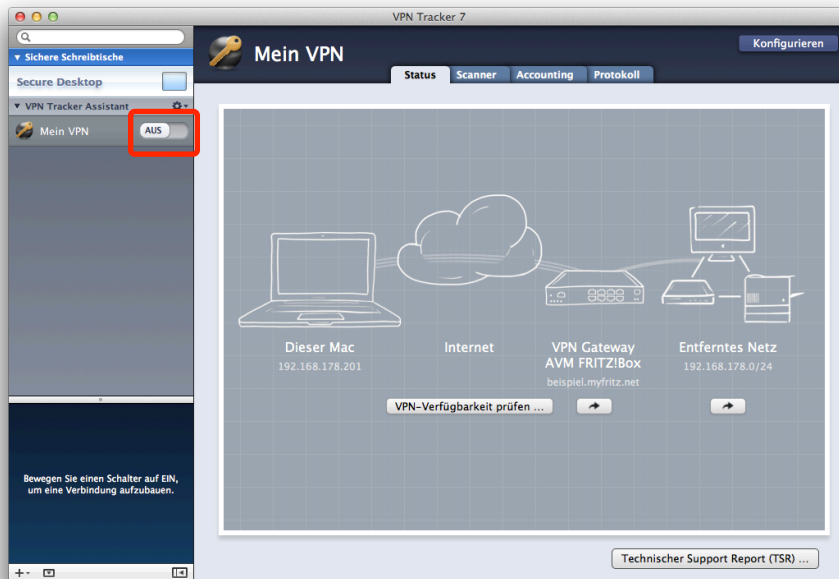 VPN Tracker 7
Sichere Schreibtische
Secure Desktop
VPN Tracker Assistant
Mein VPN
AUS
Mein VPN
Konfigurieren
Status Scanner Accounting Protokoll
Dieser Mac
192.168.178.201
Internet
VPN Gateway
AVM FRITZ!Box
beispiel.myfritz.net
Entferntes Netz
192.168.178.0/24
VPN-Verfügbarkeit prüfen ...
Bewegen Sie einen Schalter auf EIN,
um eine Verbindung aufzubauen.
Technischer Support Report (TSR) ...